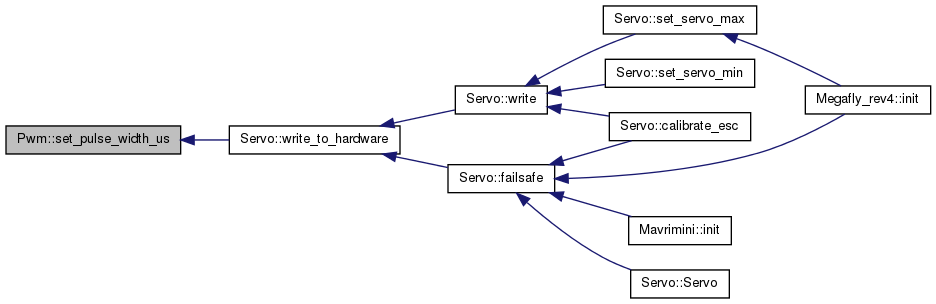 Servo::set_servo_max
Servo::set_servo_min
Servo::write
Megafly_rev4::init
Servo::calibrate_esc
Pwm::set_pulse_width_us
Servo::write_to_hardware
Servo::failsafe
Mavrimini::init
Servo::Servo